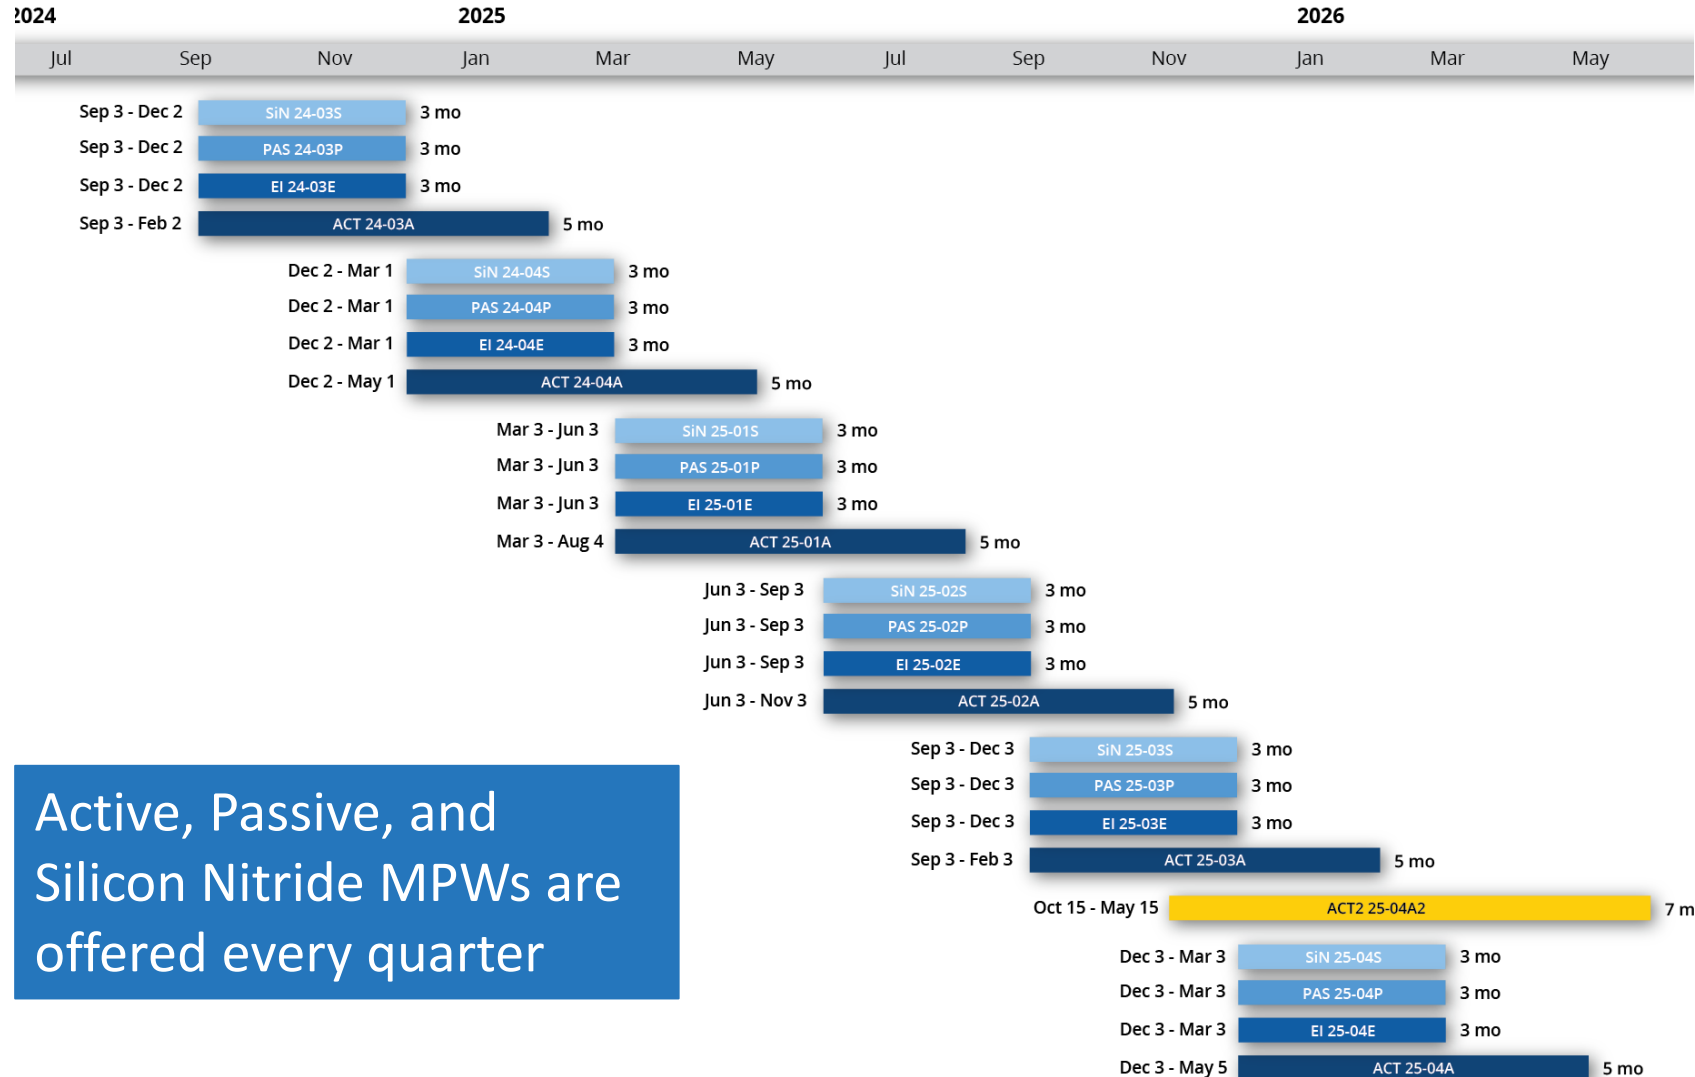 2024 2025 2026
Jul Sep Nov Jan Mar May Jul Sep Nov Jan Mar May
Sep 3 - Dec 2 SiN 24-03S 3 mo
Sep 3 - Dec 2 PAS 24-03P 3 mo
Sep 3 - Dec 2 EI 24-03E 3 mo
Sep 3 - Feb 2 ACT 24-03A 5 mo
Dec 2 - Mar 1 SiN 24-04S 3 mo
Dec 2 - Mar 1 PAS 24-04P 3 mo
Dec 2 - Mar 1 EI 24-04E 3 mo
Dec 2 - May 1 ACT 24-04A 5 mo
Mar 3 - Jun 3 SiN 25-01S 3 mo
Mar 3 - Jun 3 PAS 25-01P 3 mo
Mar 3 - Jun 3 EI 25-01E 3 mo
Mar 3 - Aug 4 ACT 25-01A 5 mo
Jun 3 - Sep 3 SiN 25-02S 3 mo
Jun 3 - Sep 3 PAS 25-02P 3 mo
Jun 3 - Sep 3 EI 25-02E 3 mo
Jun 3 - Nov 3 ACT 25-02A 5 mo
Sep 3 - Dec 3 SiN 25-03S 3 mo
Sep 3 - Dec 3 PAS 25-03P 3 mo
Sep 3 - Dec 3 EI 25-03E 3 mo
Sep 3 - Feb 3 ACT 25-03A 5 mo
Oct 15 - May 15 ACT2 25-04A2 7 m
Dec 3 - Mar 3 SiN 25-04S 3 mo
Dec 3 - Mar 3 PAS 25-04P 3 mo
Dec 3 - Mar 3 EI 25-04E 3 mo
Dec 3 - May 5 ACT 25-04A 5 mo
Active, Passive, and
Silicon Nitride MPWs are
offered every quarter